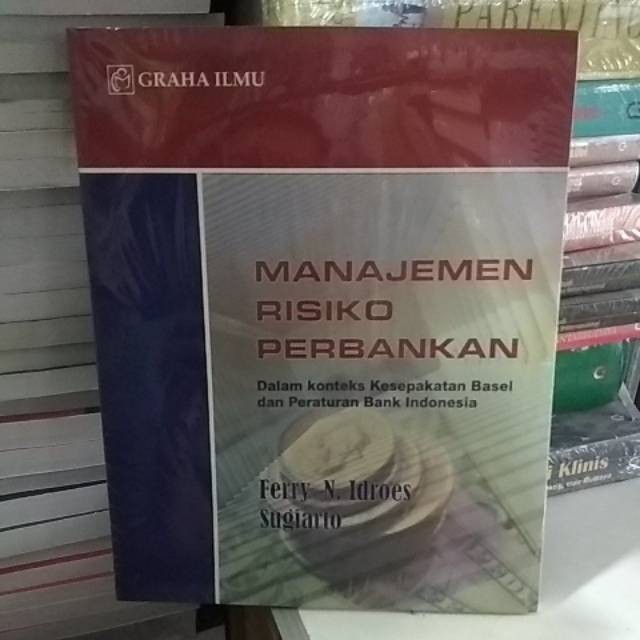 GRAHA ILMU
MANAJEMEN
RISIKO
PERBANKAN
Dalam konteks Kesepakatan Basel
dan Peraturan Bank Indonesia
Ferry N. Idroes
Sugiarto
Klinis